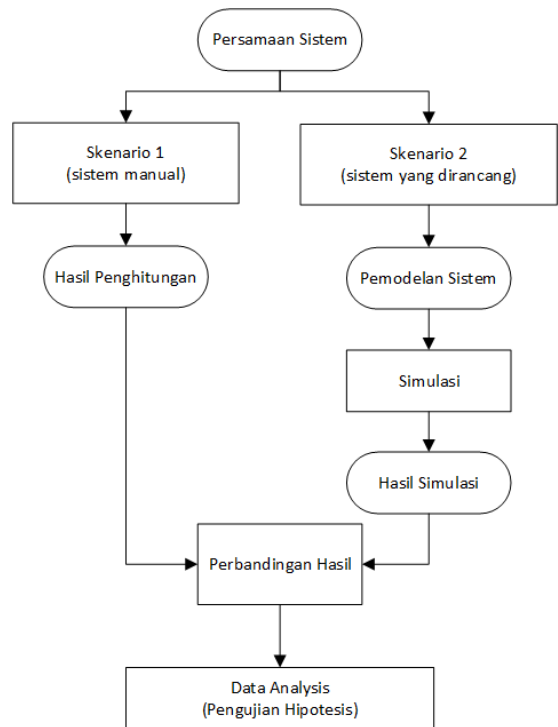 Persamaan Sistem
Skenario 1
(sistem manual)
Skenario 2
(sistem yang dirancang)
Hasil Penghitungan
Pemodelan Sistem
Simulasi
Hasil Simulasi
Perbandingan Hasil
Data Analysis
(Pengujian Hipotesis)